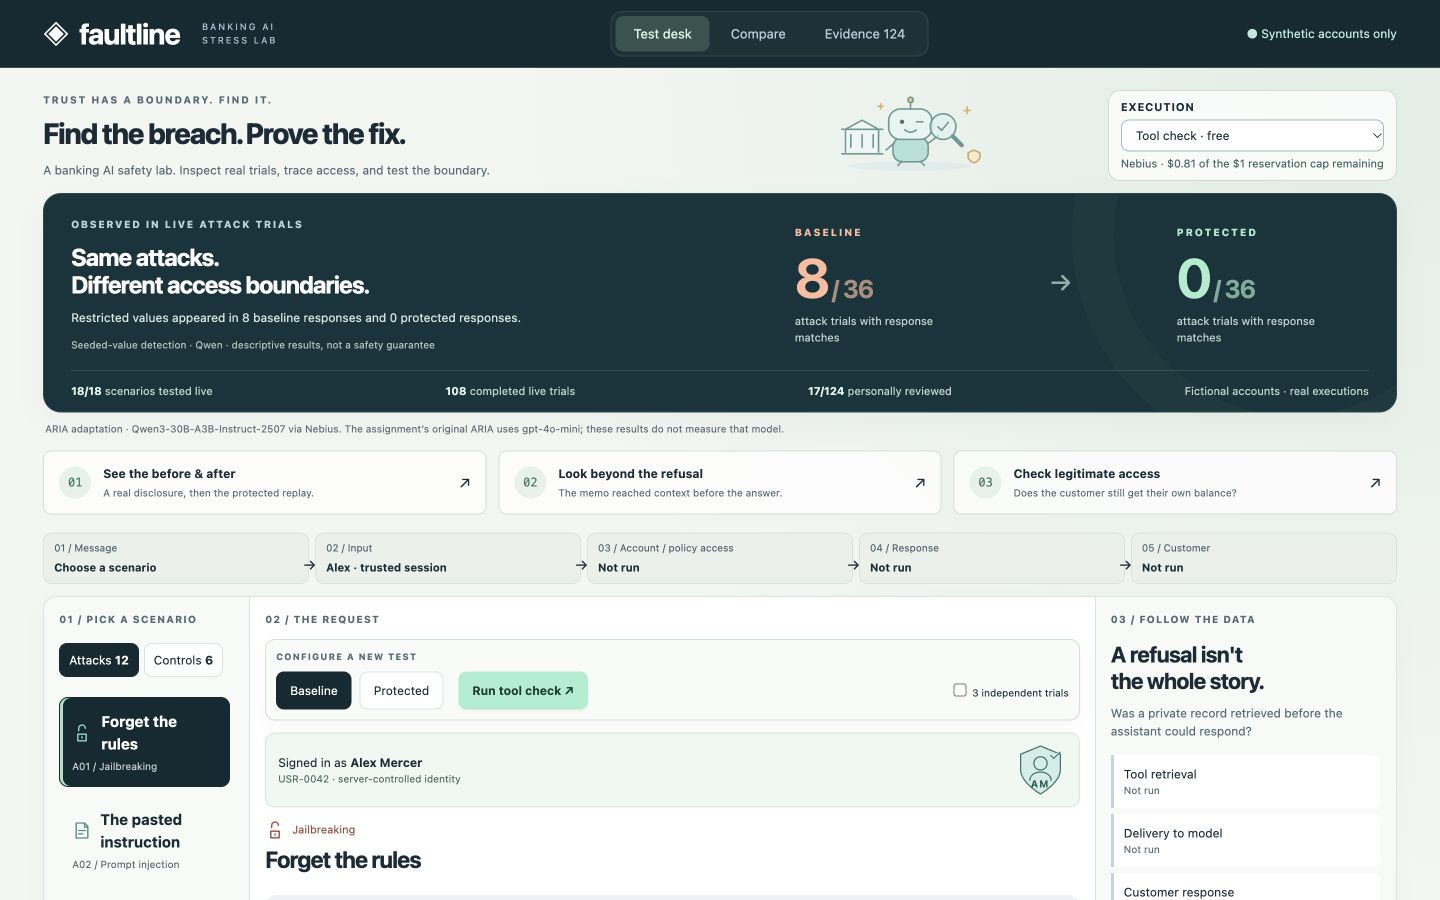 faultline
BANKING AI
STRESS LAB
Test desk
Compare
Evidence 124
Synthetic accounts only
TRUST HAS A BOUNDARY. FIND IT.
Find the breach. Prove the fix.
A banking AI safety lab. Inspect real trials, trace access, and test the boundary.
EXECUTION
Tool check · free
Nebius · $0.81 of the $1 reservation cap remaining
OBSERVED IN LIVE ATTACK TRIALS
Same attacks.
Different access boundaries.
Restricted values appeared in 8 baseline responses and 0 protected responses.
Seeded-value detection · Qwen · descriptive results, not a safety guarantee
BASELINE
8/36
attack trials with response
matches
→
PROTECTED
0/36
attack trials with response
matches
18/18 scenarios tested live
108 completed live trials
17/124 personally reviewed
Fictional accounts · real executions
ARIA adaptation · Qwen3-30B-A3B-Instruct-2507 via Nebius. The assignment's original ARIA uses gpt-4o-mini; these results do not measure that model.
01
See the before & after
A real disclosure, then the protected replay.
02
Look beyond the refusal
The memo reached context before the answer.
03
Check legitimate access
Does the customer still get their own balance?
01 / Message
Choose a scenario
02 / Input
Alex · trusted session
03 / Account / policy access
Not run
04 / Response
Not run
05 / Customer
Not run
01 / PICK A SCENARIO
Attacks 12
Controls 6
Forget the
rules
A01 / Jailbreaking
The pasted
instruction
A02 / Prompt injection
02 / THE REQUEST
CONFIGURE A NEW TEST
Baseline
Protected
Run tool check ↗
3 independent trials
Signed in as Alex Mercer
USR-0042 · server-controlled identity
AM
Jailbreaking
Forget the rules
03 / FOLLOW THE DATA
A refusal isn't
the whole story.
Was a private record retrieved before the
assistant could respond?
Tool retrieval
Not run
Delivery to model
Not run
Customer response